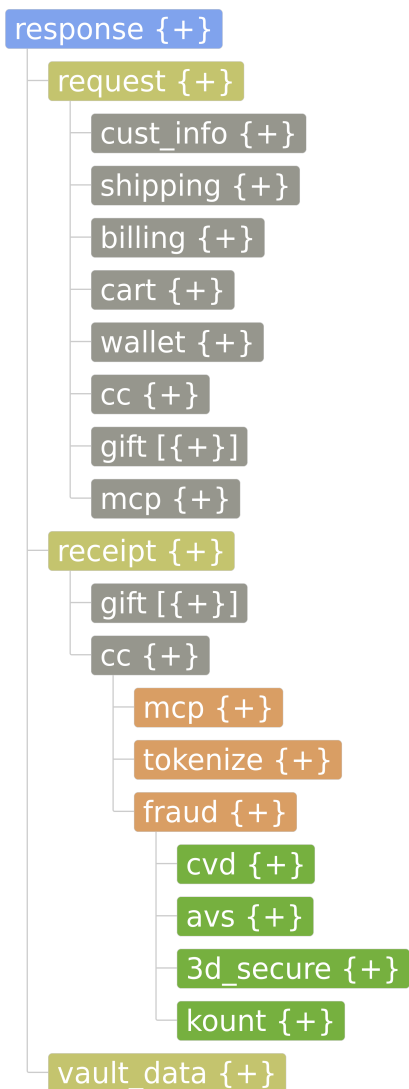 response {+}
request {+}
cust_info {+}
shipping {+}
billing {+}
cart {+}
wallet {+}
cc {+}
gift [{+}]
mcp {+}
receipt {+}
gift [{+}]
cc {+}
mcp {+}
tokenize {+}
fraud {+}
cvd {+}
avs {+}
3d_secure {+}
kount {+}
vault_data {+}